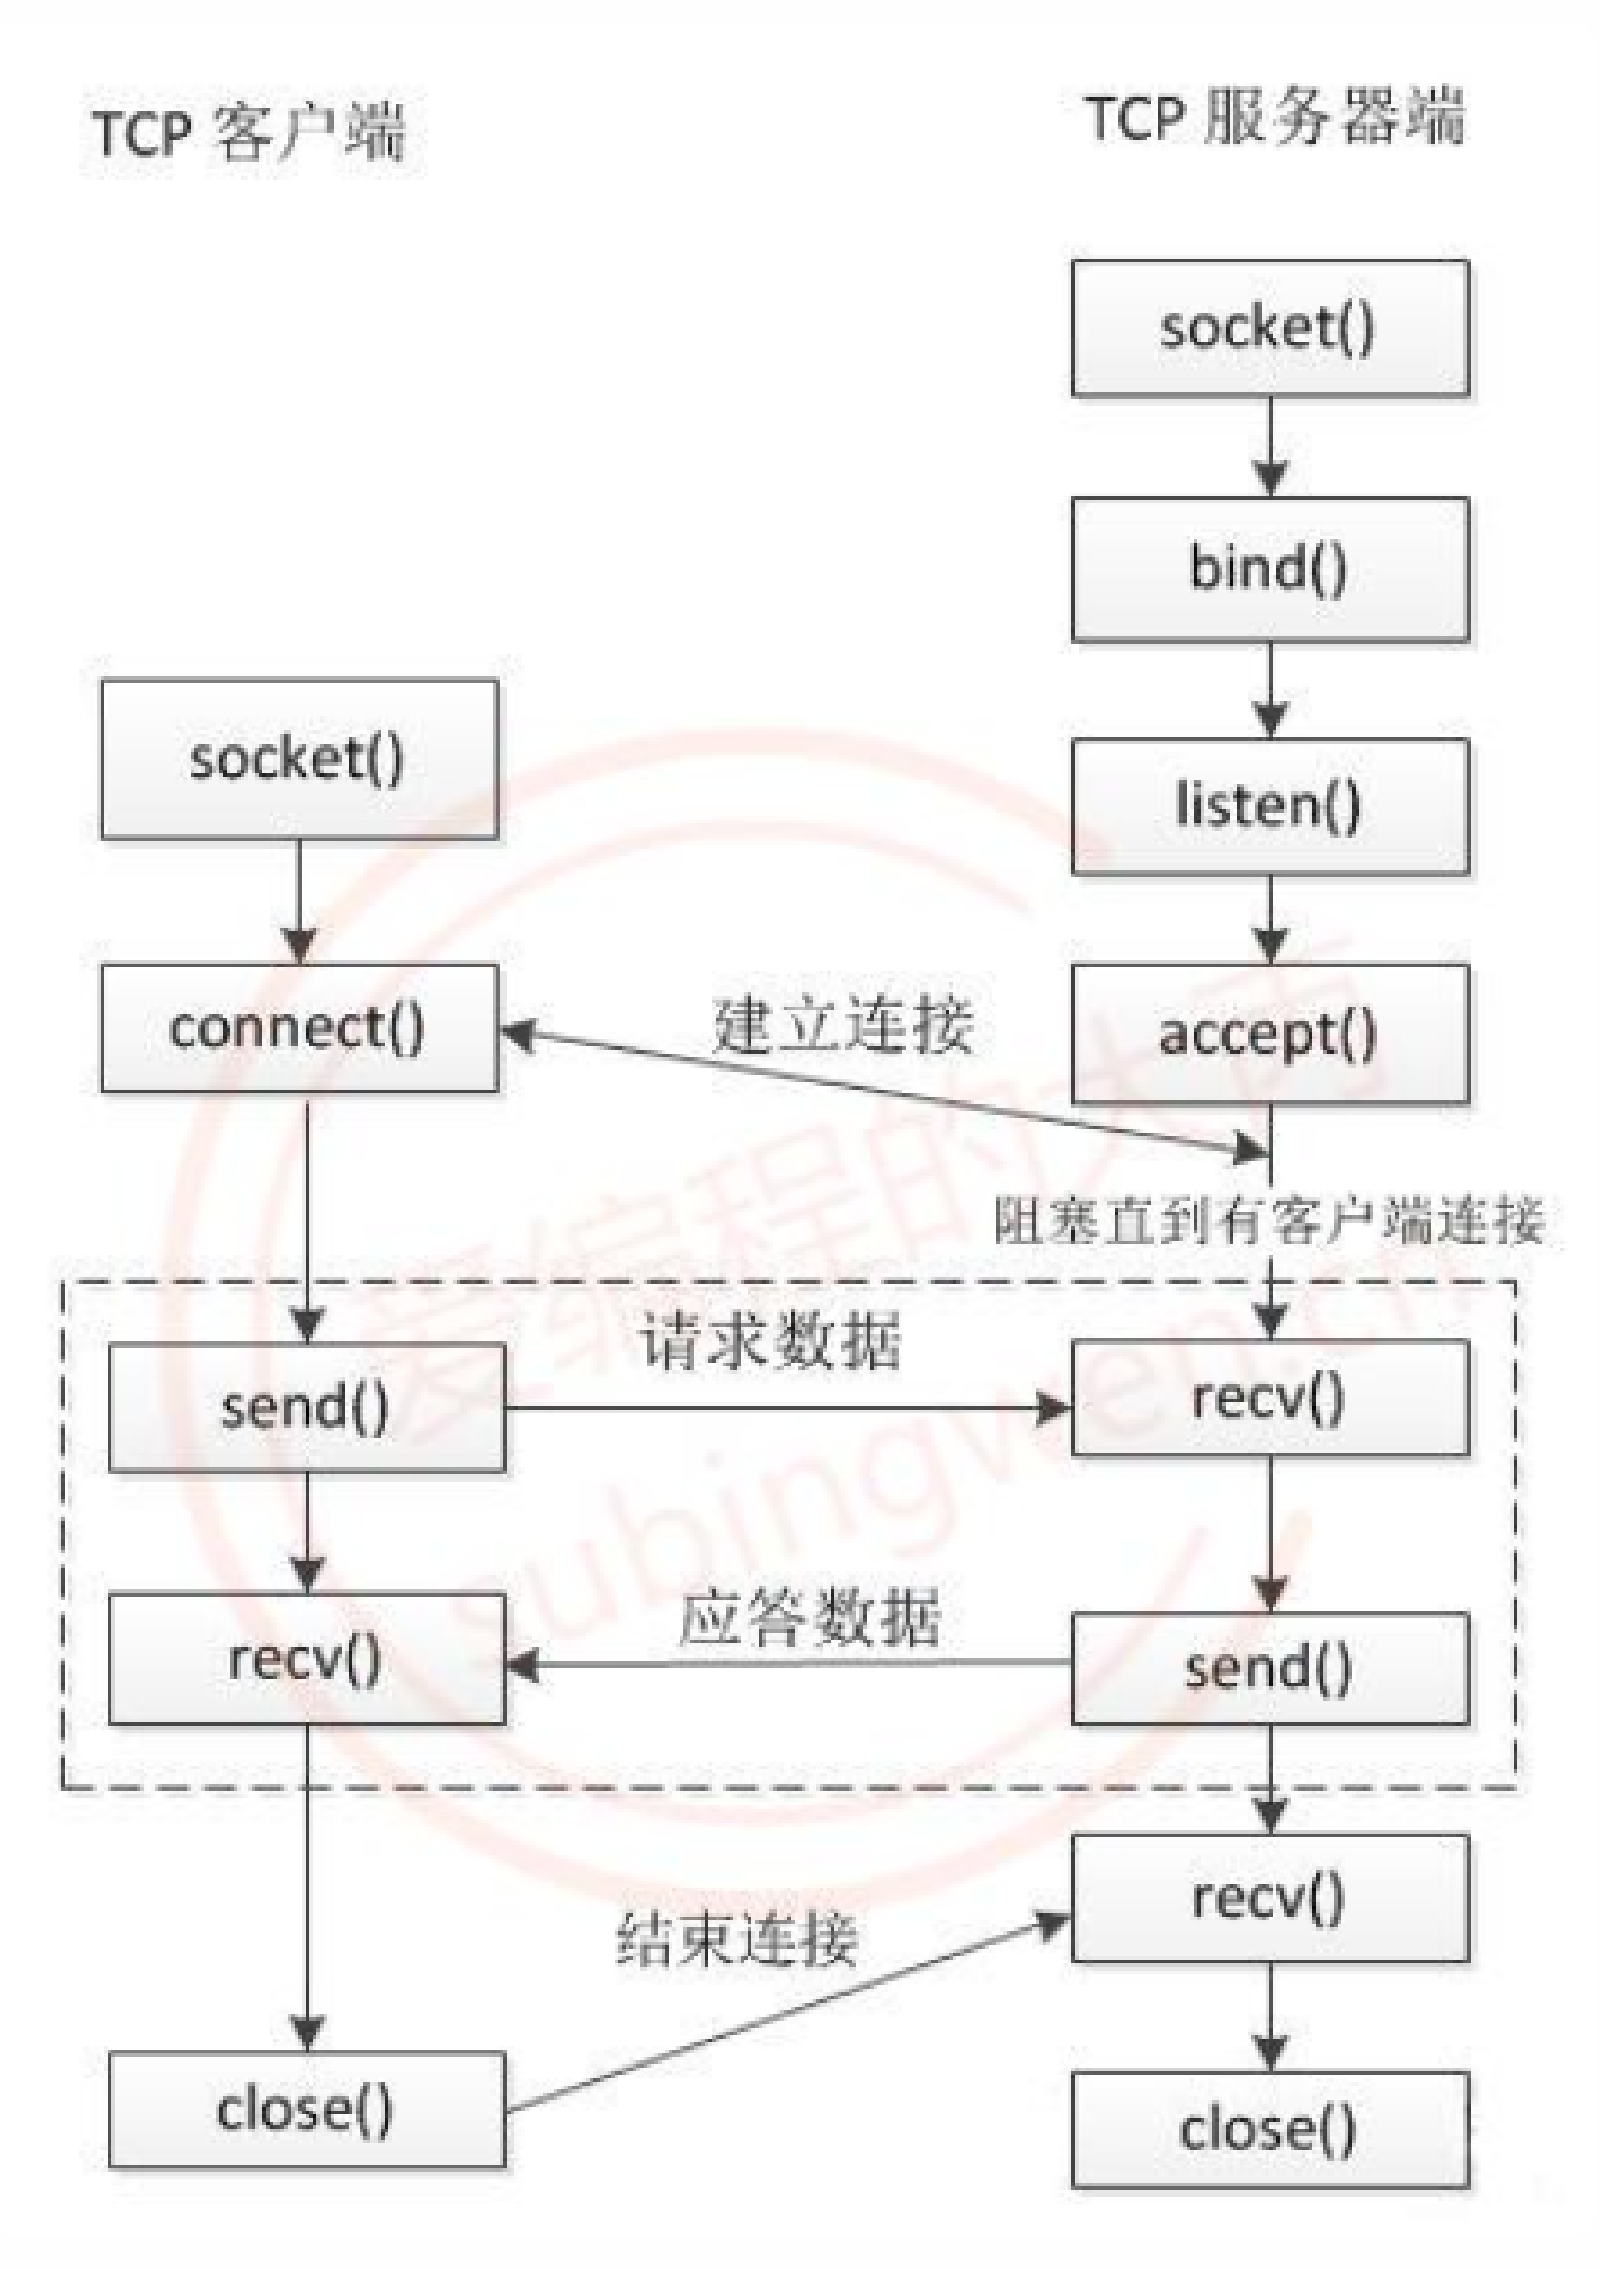 TCP 客户端
TCP 服务器端
socket()
bind()
socket()
listen()
connect()
建立连接
accept()
阻塞直到有客户端连接
send()
请求数据
recv()
recv()
应答数据
send()
结束连接
recv()
close()
close()
爱编程的大丙
subingwen.cn